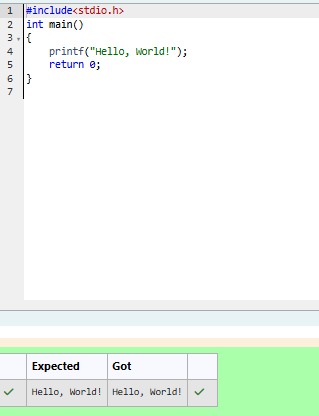 1 #include<stdio.h>
2 int main()
3 {
4     printf("Hello, World!");
5     return 0;
6 }
7
Expected Got
✓ Hello, World! Hello, World! ✓